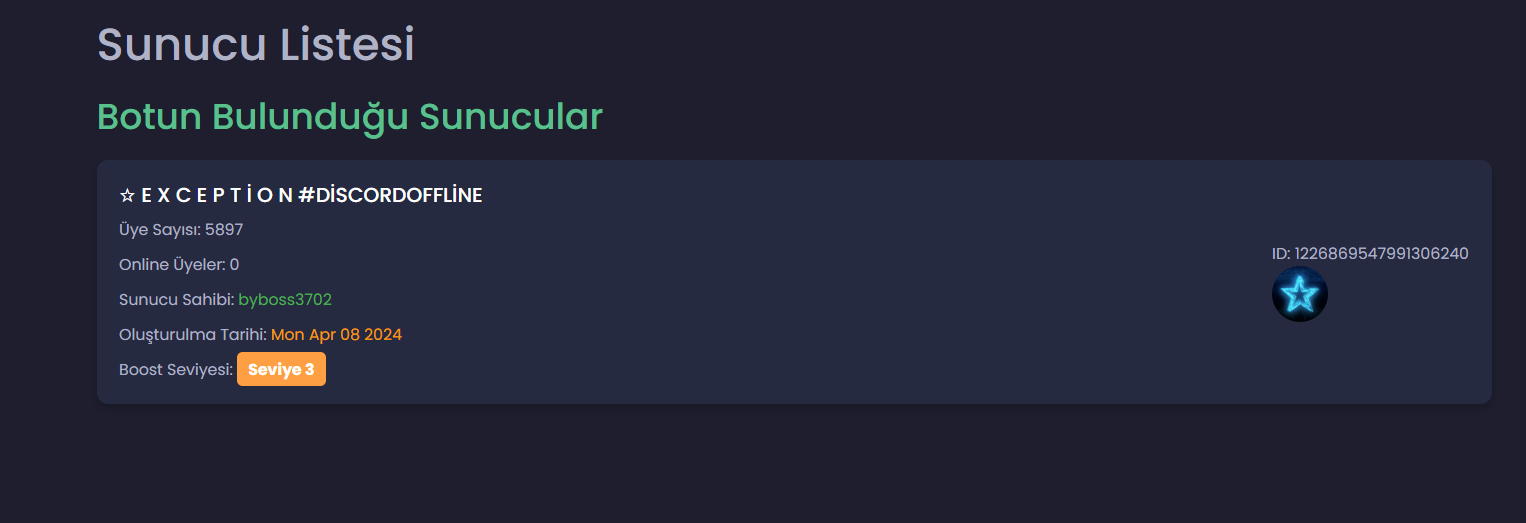 Sunucu Listesi
Botun Bulunduğu Sunucular
☆ E X C E P T İ O N #DİSCORDOFFLİNE
Üye Sayısı: 5897
Online Üyeler: 0
Sunucu Sahibi: byboss3702
Oluşturulma Tarihi: Mon Apr 08 2024
Boost Seviyesi: Seviye 3
ID: 1226869547991306240